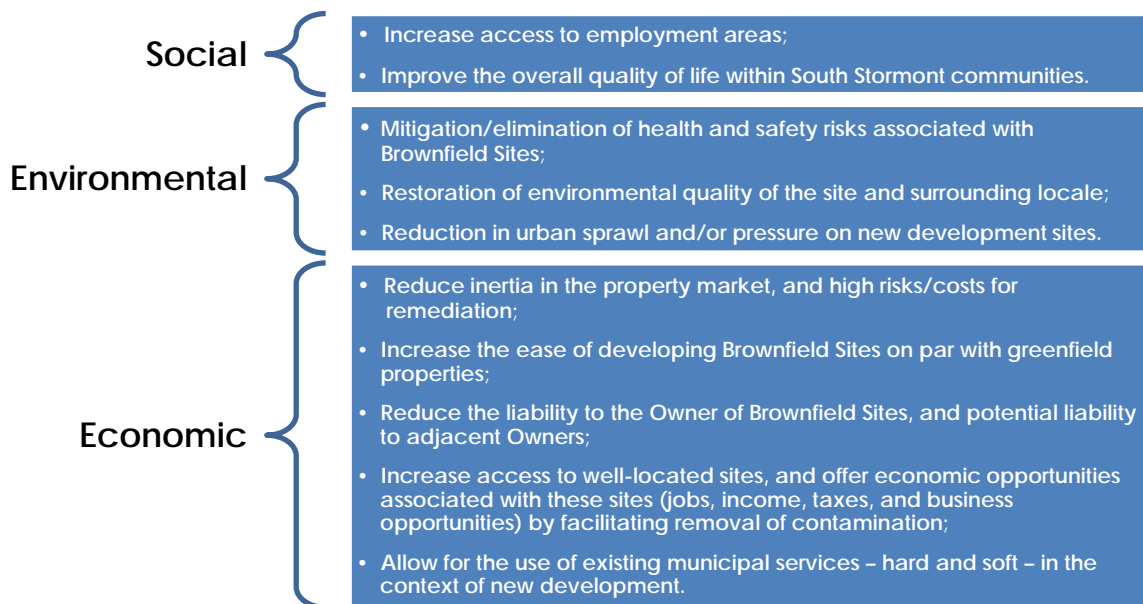 Social
• Increase access to employment areas;
• Improve the overall quality of life within South Stormont communities.
Environmental
• Mitigation/elimination of health and safety risks associated with
Brownfield Sites;
• Restoration of environmental quality of the site and surrounding locale;
• Reduction in urban sprawl and/or pressure on new development sites.
Economic
• Reduce inertia in the property market, and high risks/costs for
remediation;
• Increase the ease of developing Brownfield Sites on par with greenfield
properties;
• Reduce the liability to the Owner of Brownfield Sites, and potential liability
to adjacent Owners;
• Increase access to well-located sites, and offer economic opportunities
associated with these sites (jobs, income, taxes, and business
opportunities) by facilitating removal of contamination;
• Allow for the use of existing municipal services – hard and soft – in the
context of new development.